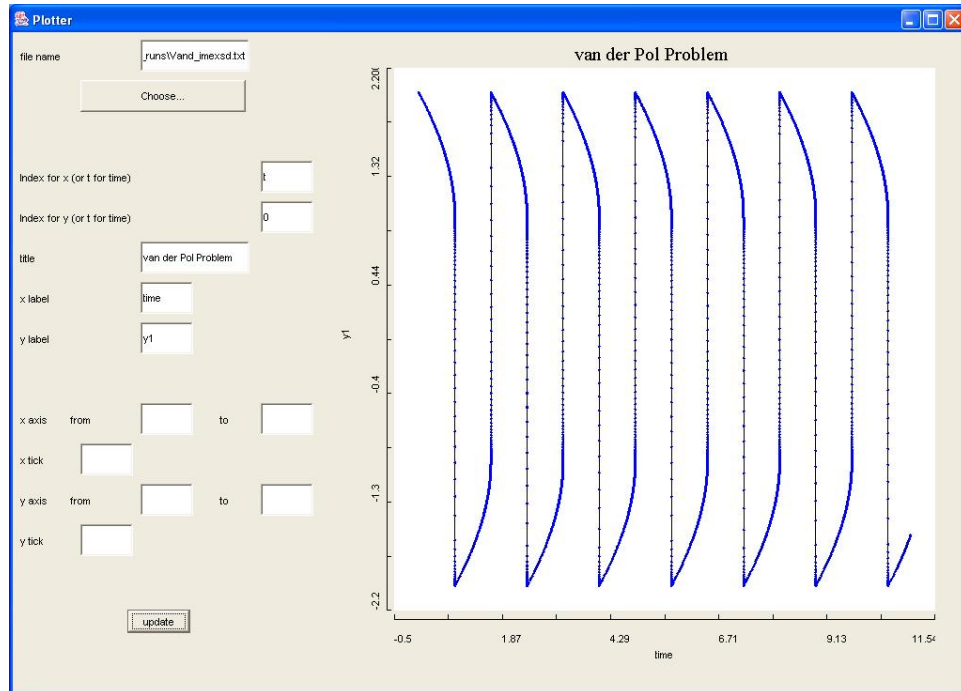 Plotter
file name
_runs\Vand_imexsd.txt
Choose...
Index for x (or t for time)
t
Index for y (or t for time)
0
title
van der Pol Problem
x label
time
y label
y1
x axis from to
x tick
y axis from to
y tick
update
van der Pol Problem
2.20
1.32
0.44
-0.4
-1.3
-2.2
y1
-0.5 1.87 4.29 6.71 9.13 11.54
time